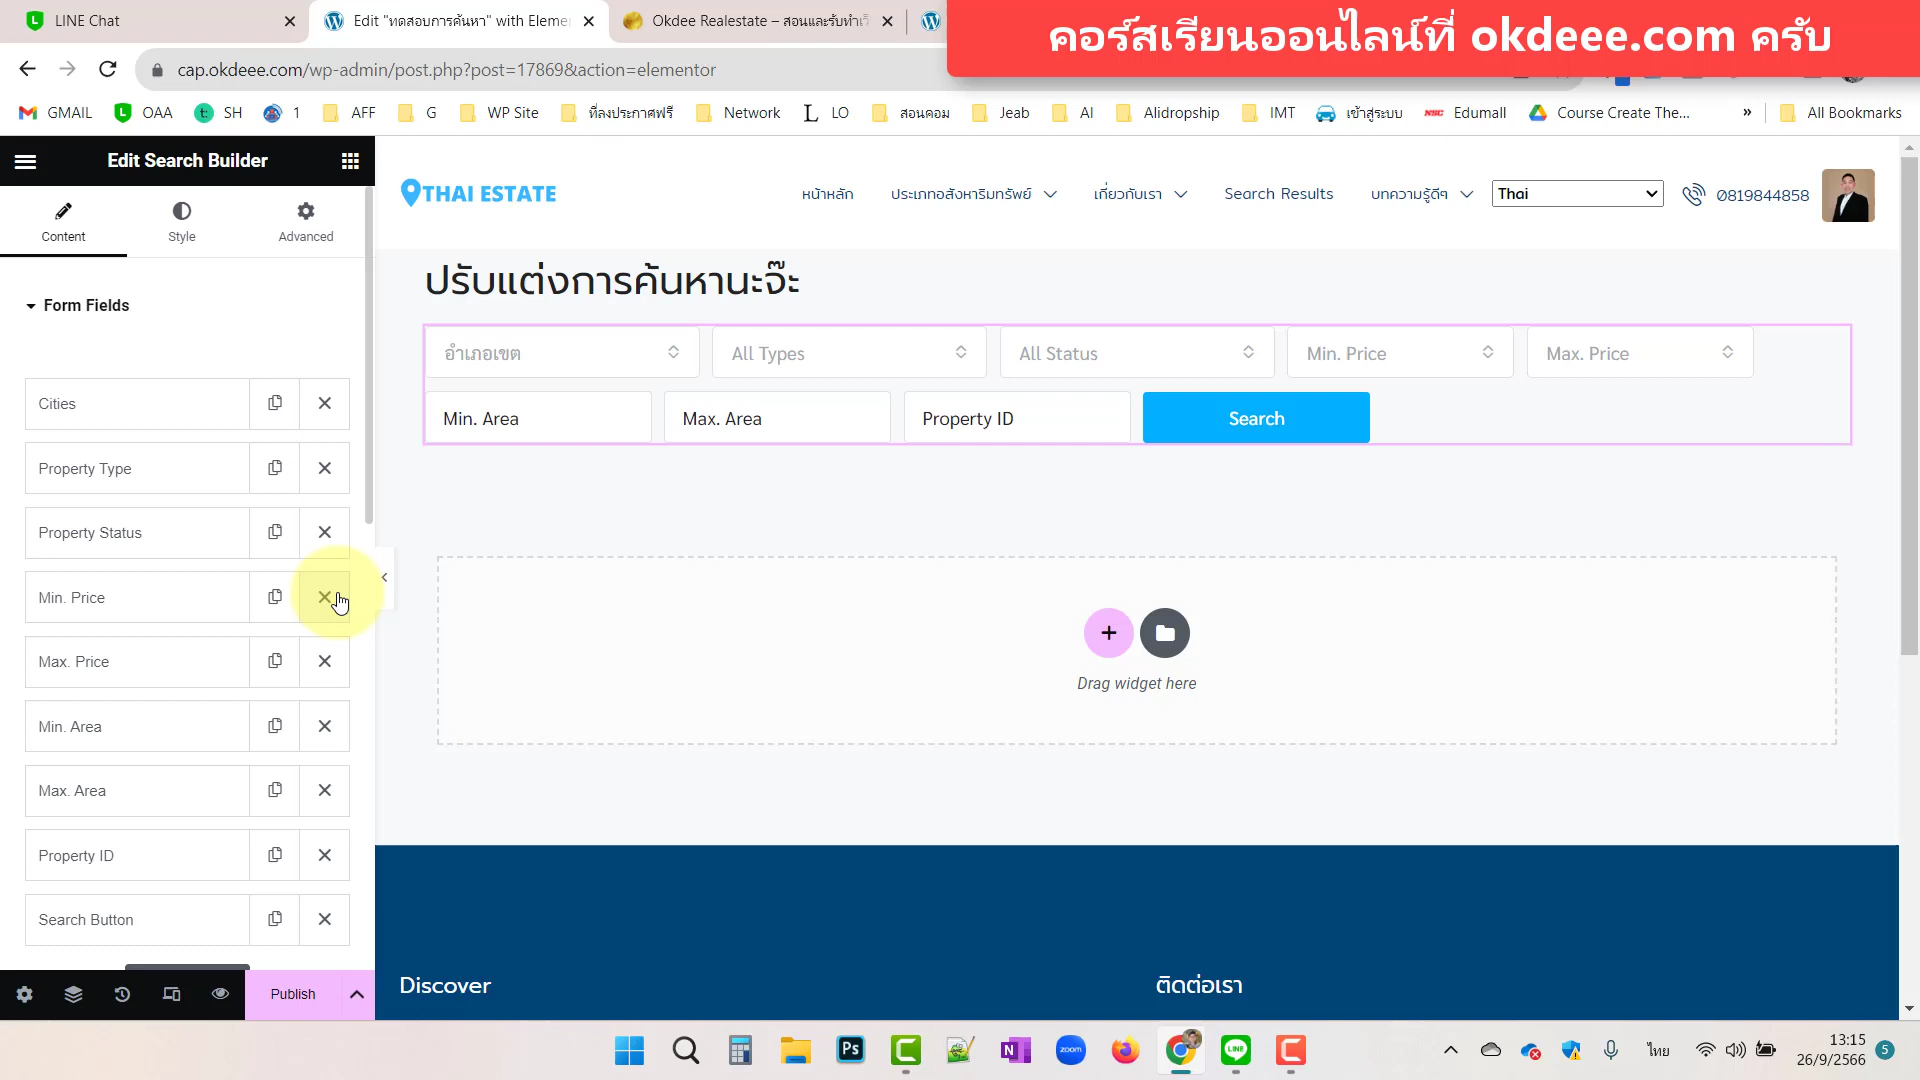 LINE Chat
Edit "ทดสอบการค้นหา" with Eleme
Okdee Realestate – สอนและรับทำเว็
คอร์สเรียนออนไลน์ที่ okdeee.com ครับ
cap.okdeee.com/wp-admin/post.php?post=17869&action=elementor
GMAIL
OAA
SH
1
AFF
G
WP Site
ที่ลงประกาศฟรี
Network
LO
สอนคอม
Jeab
AI
Alidropship
IMT
เข้าสู่ระบบ
NSC Edumall
Course Create The...
»
All Bookmarks
Edit Search Builder
Content
Style
Advanced
Form Fields
Cities
Property Type
Property Status
Min. Price
Max. Price
Min. Area
Max. Area
Property ID
Search Button
Publish
THAI ESTATE
หน้าหลัก
ประเภทอสังหาริมทรัพย์
เกี่ยวกับเรา
Search Results
บทความรู้ดีๆ
Thai
0819844858
ปรับแต่งการค้นหานะจ๊ะ
อำเภอเขต
All Types
All Status
Min. Price
Max. Price
Min. Area
Max. Area
Property ID
Search
Drag widget here
Discover
ติดต่อเรา
Ps
N
zoom
LINE
ไทย
13:15
26/9/2566
5